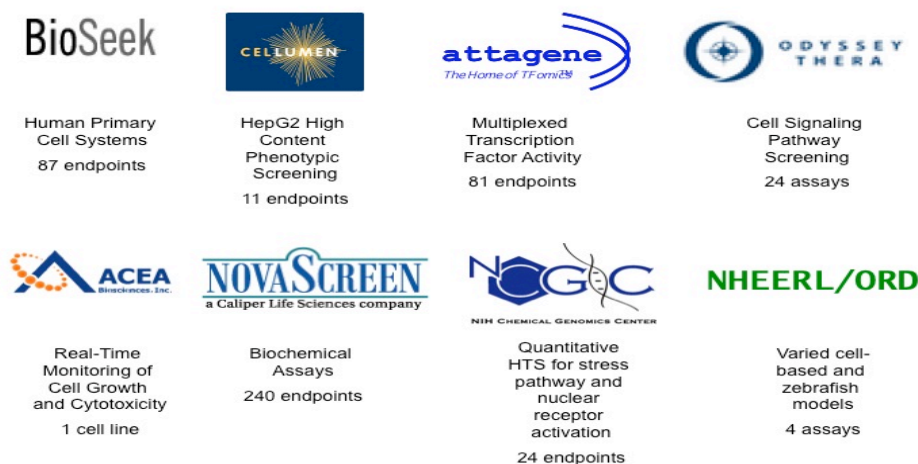 BioSeek
Human Primary
Cell Systems
87 endpoints
CELLUMEN
HepG2 High
Content
Phenotypic
Screening
11 endpoints
attagene
The Home of TFomics™
Multiplexed
Transcription
Factor Activity
81 endpoints
ODYSSEY
THERA
Cell Signaling
Pathway
Screening
24 assays
ACEA
Biosciences, Inc.
Real-Time
Monitoring of
Cell Growth
and Cytotoxicity
1 cell line
NOVASCREEN
a Caliper Life Sciences company
Biochemical
Assays
240 endpoints
NCGC
NIH CHEMICAL GENOMICS CENTER
Quantitative
HTS for stress
pathway and
nuclear
receptor
activation
24 endpoints
NHEERL/ORD
Varied cell-
based and
zebrafish
models
4 assays